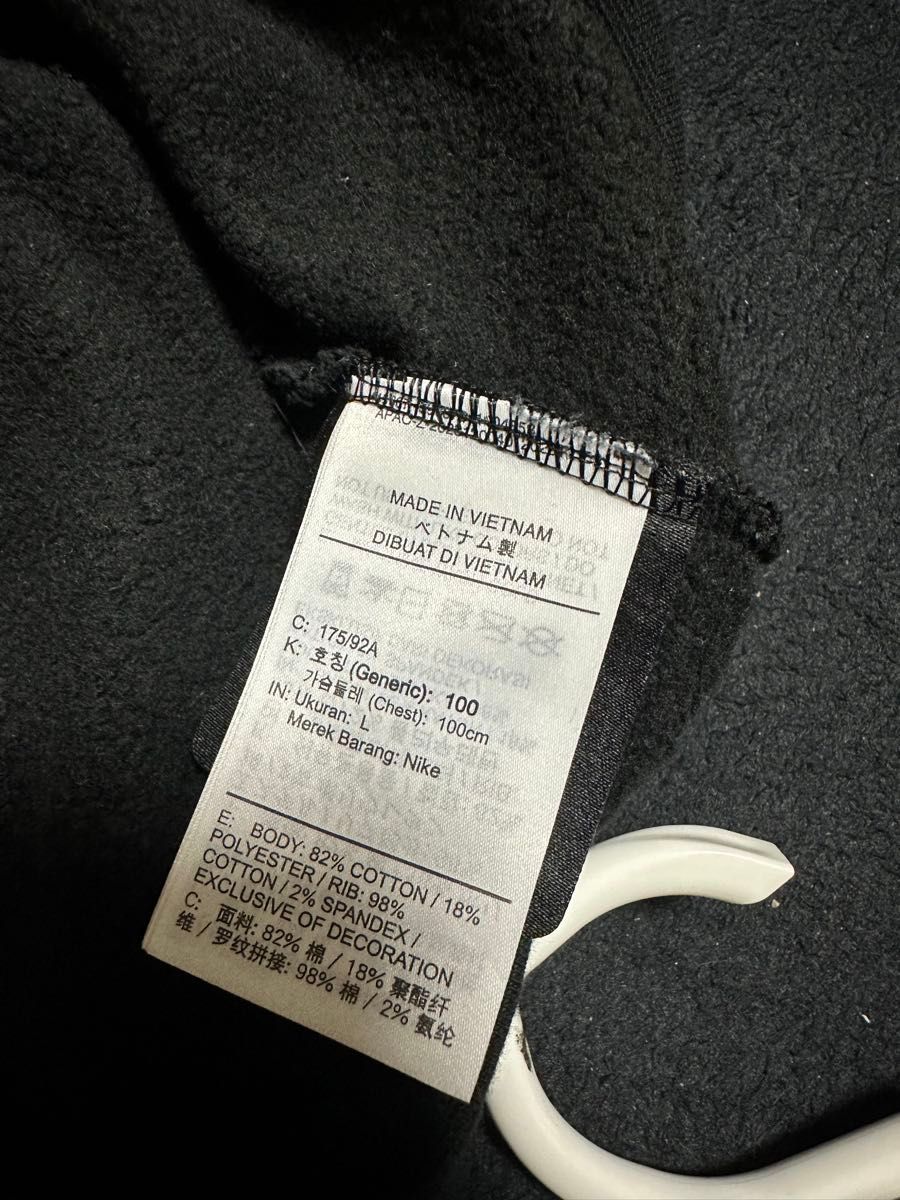 MADE IN VIETNAM
ベトナム製
DIBUAT DI VIETNAM
C: 175/92A
K: 호칭 (Generic): 100
가슴둘레 (Chest): 100cm
IN: Ukuran: L
Merek Barang: Nike
E: BODY: 82% COTTON / 18%
POLYESTER / RIB: 98%
COTTON / 2% SPANDEX /
EXCLUSIVE OF DECORATION
C: 面料: 82% 棉 / 18% 聚酯纤
维 / 罗纹拼接: 98% 棉 / 2% 氨纶